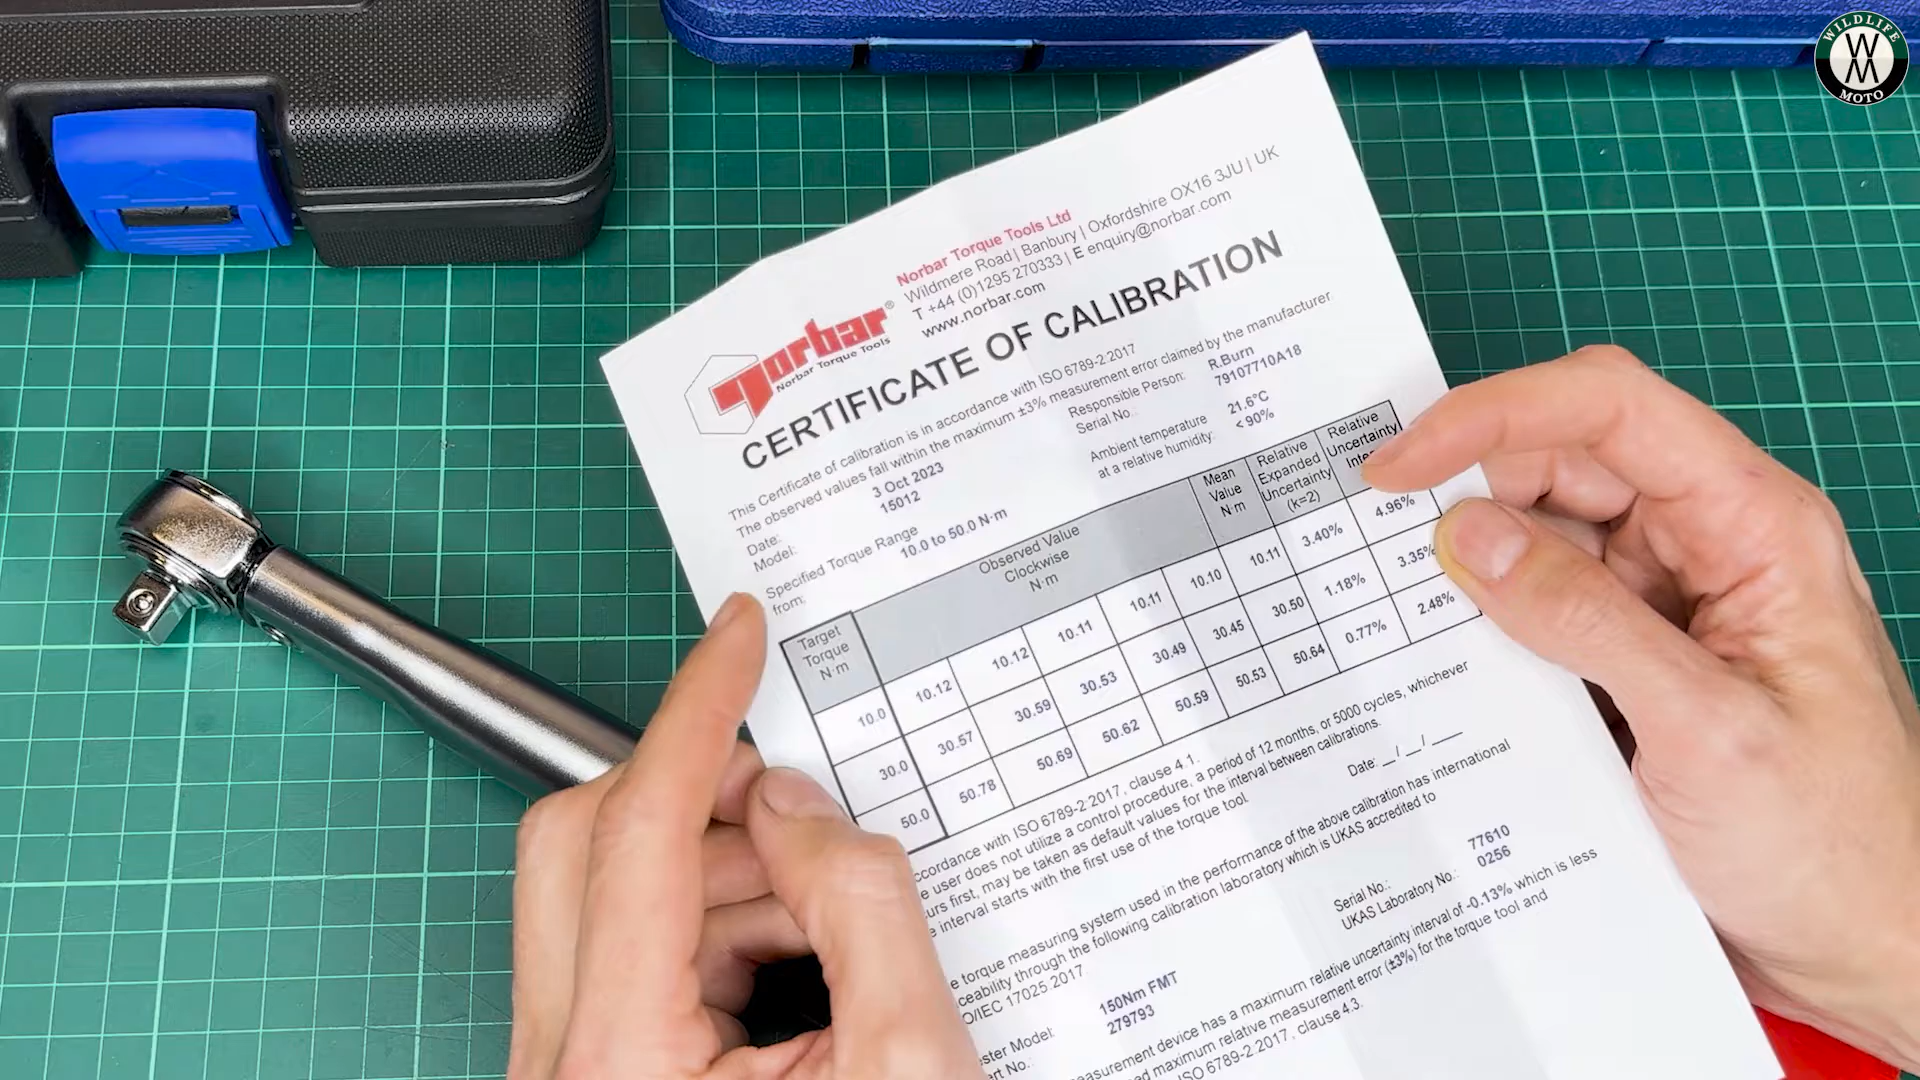 WILDLIFE
WM
MOTO
Norbar Torque Tools Ltd
Wildmere Road | Banbury | Oxfordshire OX16 3JU | UK
T +44 (0)1295 270333 | E enquiry@norbar.com
www.norbar.com
norbar®
Norbar Torque Tools
CERTIFICATE OF CALIBRATION
This Certificate of calibration is in accordance with ISO 6789-2:2017
The observed values fall within the maximum ±3% measurement error claimed by the manufacturer
Date: 3 Oct 2023 Responsible Person: R.Burn
Model: 15012 Serial No.: 79107710A18
Specified Torque Range
from: 10.0 to 50.0 N·m
Ambient temperature 21.6°C
at a relative humidity: <90%
Target
Torque
N·m
Observed Value
Clockwise
N·m
Mean
Value
N·m
Relative
Expanded
Uncertainty
(k=2)
Relative
Uncertainty
10.0 10.12 10.12 10.11 10.11 10.10 10.11 3.40% 4.96%
30.0 30.57 30.59 30.53 30.49 30.45 30.50 1.18% 3.35%
50.0 50.78 50.69 50.62 50.59 50.53 50.64 0.77% 2.48%
ISO 6789-2:2017, clause 4.1.
user does not utilize a control procedure, a period of 12 months, or 5000 cycles, whichever
first, may be taken as default values for the interval between calibrations.
interval starts with the first use of the torque tool
Date: __/__/____
torque measuring system used in the performance of the above calibration has international
through the following calibration laboratory which is UKAS accredited to
17025:2017
Model: 150Nm FMT Serial No.: 77610
No.: 279793 UKAS Laboratory No.: 0256
device has a maximum relative uncertainty interval of -0.13% which is less
maximum relative measurement error (±3%) for the torque tool and
ISO 6789-2:2017, clause 4.3.